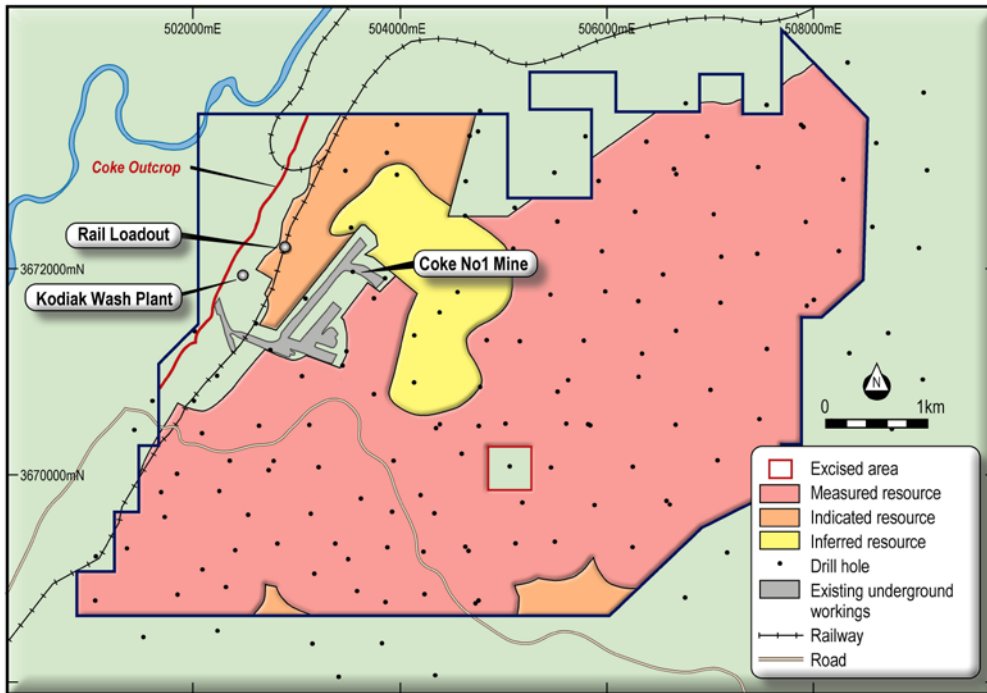 502000mE
504000mE
506000mE
508000mE
Coke Outcrop
Rail Loadout
3672000mN
Coke No1 Mine
Kodiak Wash Plant
N
0
1km
3670000mN
Excised area
Measured resource
Indicated resource
Inferred resource
Drill hole
Existing underground
workings
Railway
Road